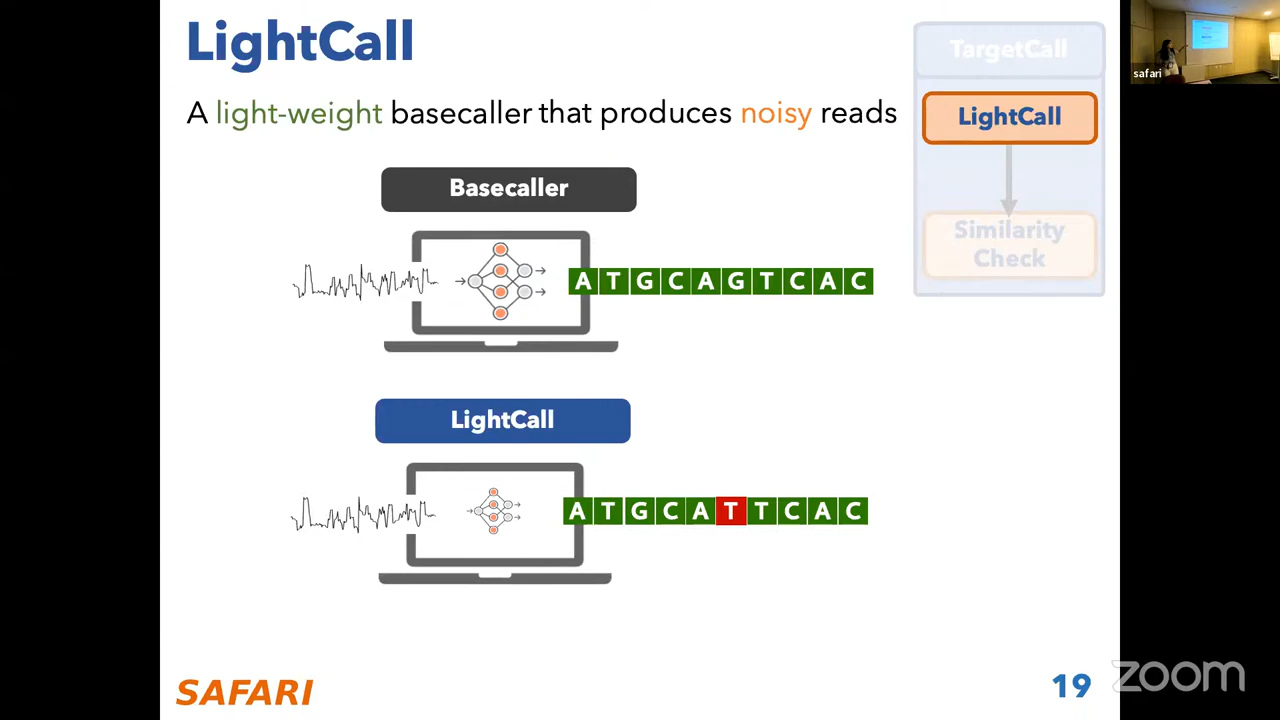 LightCall
TargetCall
safari
A light-weight basecaller that produces noisy reads
LightCall
Basecaller
Similarity
Check
A T G C A G T C A C
LightCall
A T G C A T T C A C
SAFARI
19
zoom